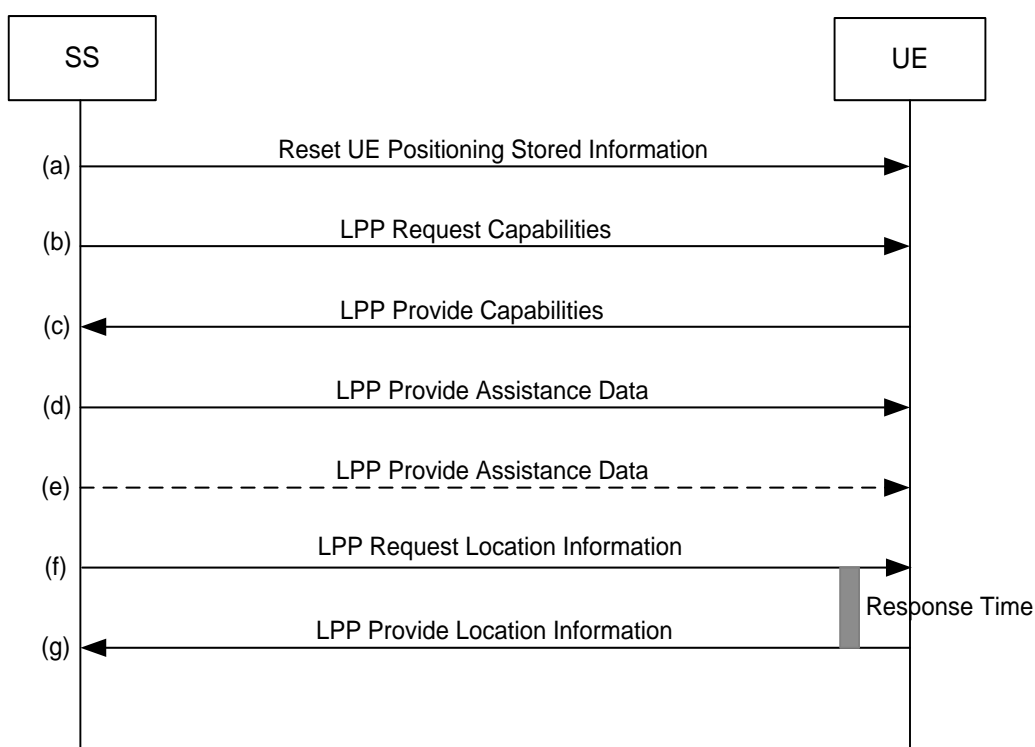 SS
UE
(a) Reset UE Positioning Stored Information
(b) LPP Request Capabilities
(c) LPP Provide Capabilities
(d) LPP Provide Assistance Data
(e) LPP Provide Assistance Data
(f) LPP Request Location Information
Response Time
(g) LPP Provide Location Information